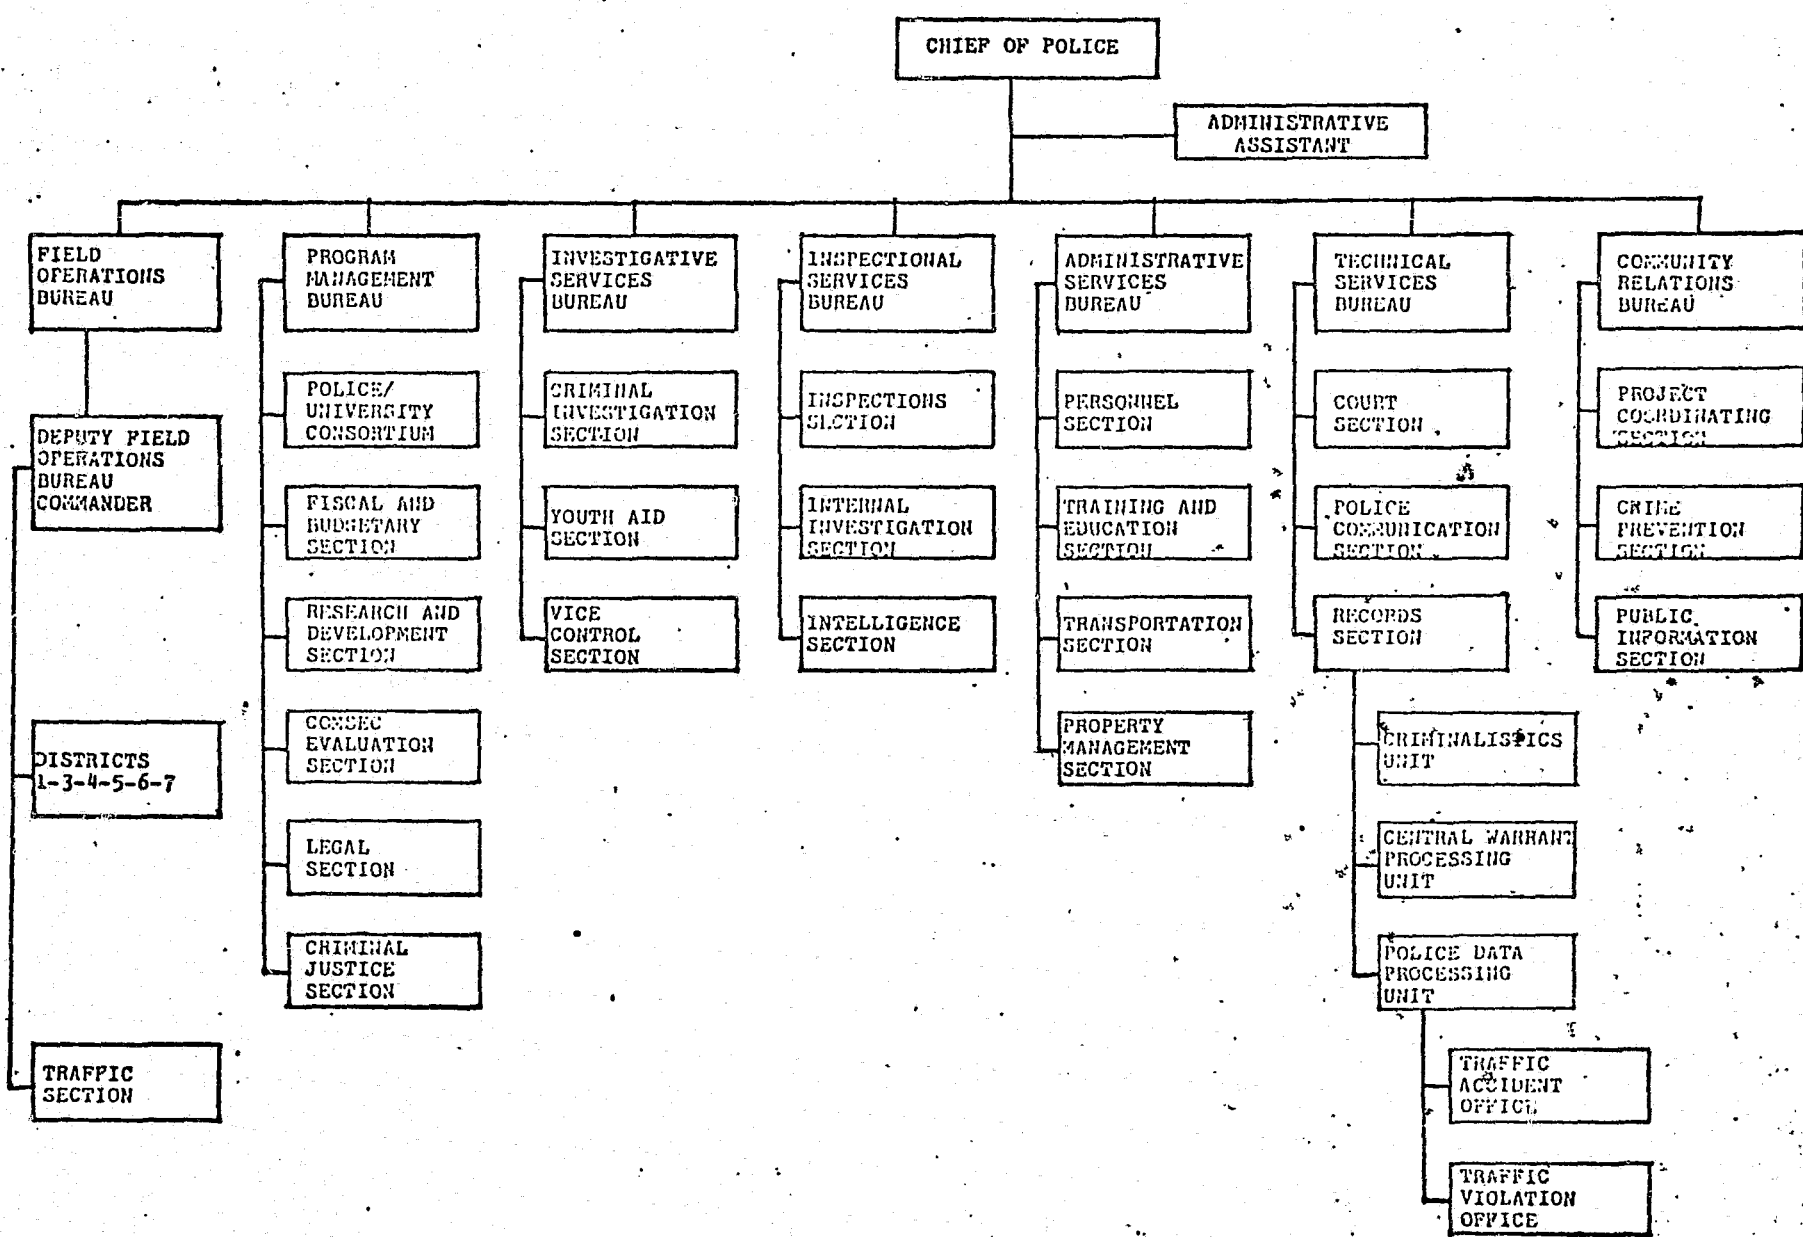 CHIEF OF POLICE
ADMINISTRATIVE
ASSISTANT
FIELD
OPERATIONS
BUREAU
DEPUTY FIELD
OPERATIONS
BUREAU
COMMANDER
DISTRICTS
1-3-4-5-6-7
TRAFFIC
SECTION
PROGRAM
MANAGEMENT
BUREAU
POLICE/
UNIVERSITY
CONSORTIUM
FISCAL AND
BUDGETARY
SECTION
RESEARCH AND
DEVELOPMENT
SECTION
COMSEC
EVALUATION
SECTION
LEGAL
SECTION
CRIMINAL
JUSTICE
SECTION
INVESTIGATIVE
SERVICES
BUREAU
CRIMINAL
INVESTIGATION
SECTION
YOUTH AID
SECTION
VICE
CONTROL
SECTION
INSPECTIONAL
SERVICES
BUREAU
INSPECTIONS
SECTION
INTERNAL
INVESTIGATION
SECTION
INTELLIGENCE
SECTION
ADMINISTRATIVE
SERVICES
BUREAU
PERSONNEL
SECTION
TRAINING AND
EDUCATION
SECTION
TRANSPORTATION
SECTION
PROPERTY
MANAGEMENT
SECTION
TECHNICAL
SERVICES
BUREAU
COURT
SECTION
POLICE
COMMUNICATION
SECTION
RECORDS
SECTION
CRIMINALISTICS
UNIT
CENTRAL WARRANT
PROCESSING
UNIT
POLICE DATA
PROCESSING
UNIT
TRAFFIC
ACCIDENT
OFFICE
TRAFFIC
VIOLATION
OFFICE
COMMUNITY
RELATIONS
BUREAU
PROJECT
COORDINATING
SECTION
CRIME
PREVENTION
SECTION
PUBLIC
INFORMATION
SECTION